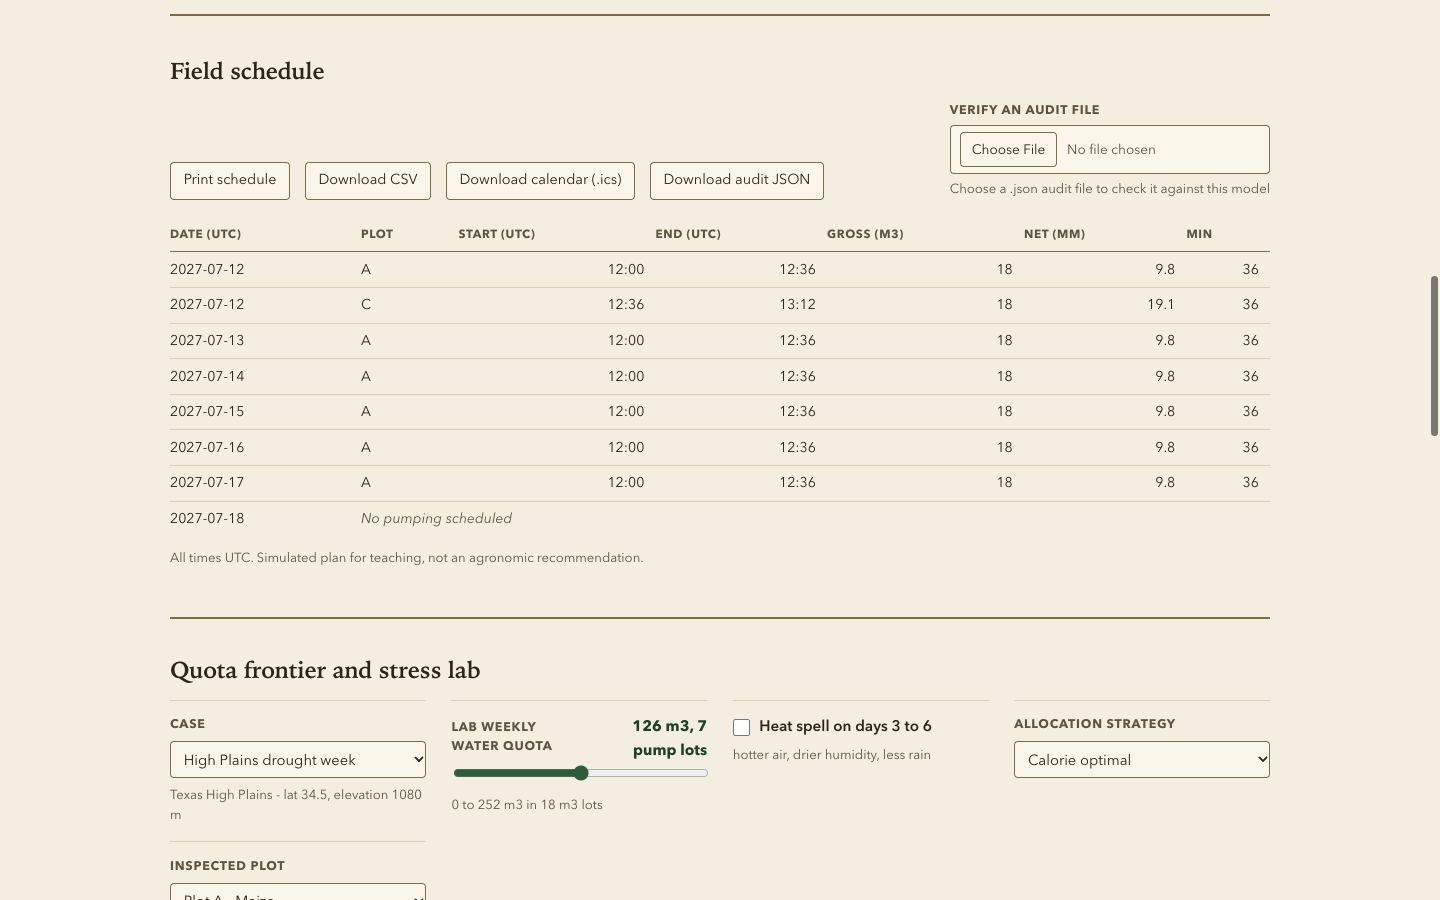 Field schedule
VERIFY AN AUDIT FILE
Choose File No file chosen
Choose a .json audit file to check it against this model
Print schedule Download CSV Download calendar (.ics) Download audit JSON
DATE (UTC) PLOT START (UTC) END (UTC) GROSS (M3) NET (MM) MIN
2027-07-12 A 12:00 12:36 18 9.8 36
2027-07-12 C 12:36 13:12 18 19.1 36
2027-07-13 A 12:00 12:36 18 9.8 36
2027-07-14 A 12:00 12:36 18 9.8 36
2027-07-15 A 12:00 12:36 18 9.8 36
2027-07-16 A 12:00 12:36 18 9.8 36
2027-07-17 A 12:00 12:36 18 9.8 36
2027-07-18 No pumping scheduled
All times UTC. Simulated plan for teaching, not an agronomic recommendation.
Quota frontier and stress lab
CASE
High Plains drought week
Texas High Plains - lat 34.5, elevation 1080
m
LAB WEEKLY
WATER QUOTA
126 m3, 7
pump lots
0 to 252 m3 in 18 m3 lots
Heat spell on days 3 to 6
hotter air, drier humidity, less rain
ALLOCATION STRATEGY
Calorie optimal
INSPECTED PLOT
Plot A - Maize